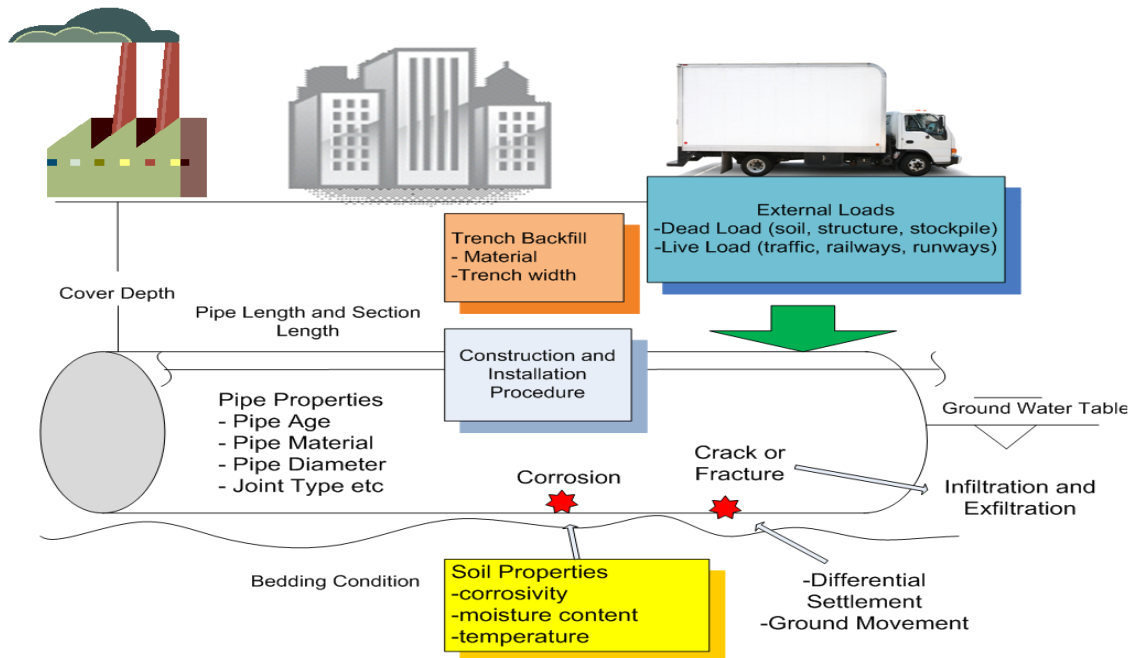 External Loads
-Dead Load (soil, structure, stockpile)
-Live Load (traffic, railways, runways)
Trench Backfill
- Material
-Trench width
Cover Depth
Pipe Length and Section
Length
Construction and
Installation
Procedure
Pipe Properties
- Pipe Age
- Pipe Material
- Pipe Diameter
- Joint Type etc
Ground Water Table
Corrosion
Crack or
Fracture
Infiltration and
Exfiltration
Bedding Condition
Soil Properties
-corrosivity
-moisture content
-temperature
-Differential
Settlement
-Ground Movement